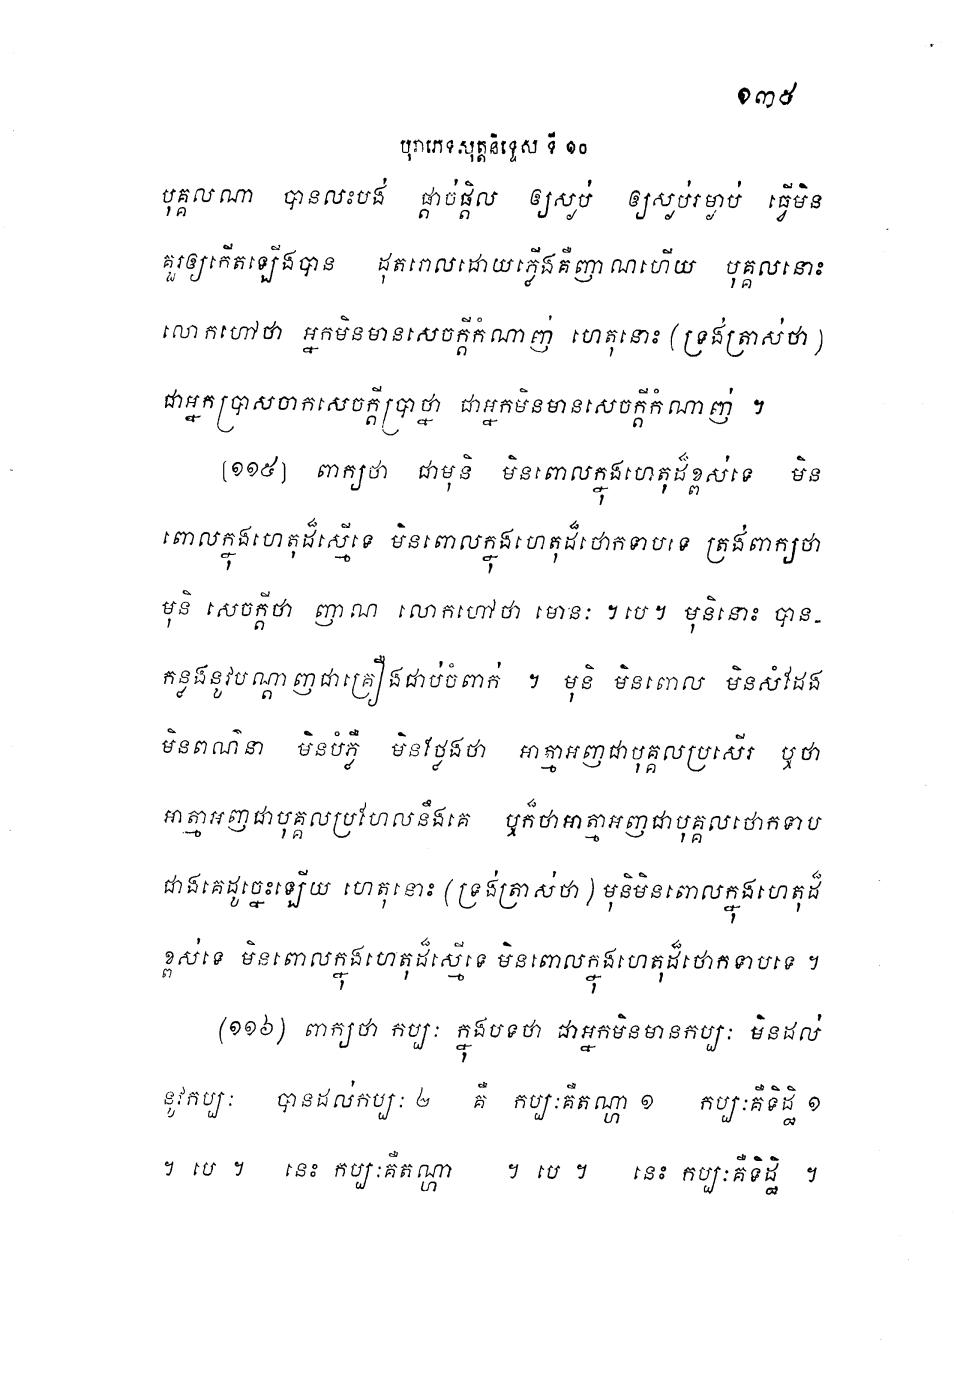 ១៣៥
បុរាភេទសុត្តនិទ្ទេស ទី ១០
បុគ្គលណា បានលះបង់ ផ្ដាច់ផ្ដិល ឲ្យស្ងប់ ឲ្យស្ងប់រម្ងាប់ ធ្វើមិន
គួរឲ្យកើតឡើងបាន ដុតរោលដោយភ្លើងគឺញាណហើយ បុគ្គលនោះ
លោកហៅថា អ្នកមិនមានសេចក្ដីកំណាញ់ ហេតុនោះ (ទ្រង់ត្រាស់ថា)
ជាអ្នកប្រាសចាកសេចក្ដីប្រាថ្នា ជាអ្នកមិនមានសេចក្ដីកំណាញ់ ។
(១១៥) ពាក្យថា ជាមុនិ មិនពោលក្នុងហេតុដ៏ខ្ពស់ទេ មិន
ពោលក្នុងហេតុដ៏ស្មើទេ មិនពោលក្នុងហេតុដ៏ថោកទាបទេ ត្រង់ពាក្យថា
មុនិ សេចក្ដីថា ញាណ លោកហៅថា មោនៈ ។ បេ ។ មុនិនោះ បាន-
កន្លងនូវបណ្ដាញជាគ្រឿងជាប់ចំពាក់ ។ មុនិ មិនពោល មិនសំដែង
មិនពណ៌នា មិនបំភ្លឺ មិនថ្លែងថា អាត្មាអញជាបុគ្គលប្រសើរ ឬថា
អាត្មាអញជាបុគ្គលប្រហែលនឹងគេ ឬក៏ថាអាត្មាអញជាបុគ្គលថោកទាប
ជាងគេដូច្នេះឡើយ ហេតុនោះ (ទ្រង់ត្រាស់ថា) មុនិមិនពោលក្នុងហេតុដ៏
ខ្ពស់ទេ មិនពោលក្នុងហេតុដ៏ស្មើទេ មិនពោលក្នុងហេតុដ៏ថោកទាបទេ ។
(១១៦) ពាក្យថា កប្បៈ ក្នុងបទថា ជាអ្នកមិនមានកប្បៈ មិនដល់
នូវកប្បៈ បានដល់កប្បៈ ២ គឺ កប្បៈគឺតណ្ហា ១ កប្បៈគឺទិដ្ឋិ ១
។ បេ ។ នេះ កប្បៈគឺតណ្ហា ។ បេ ។ នេះ កប្បៈគឺទិដ្ឋិ ។